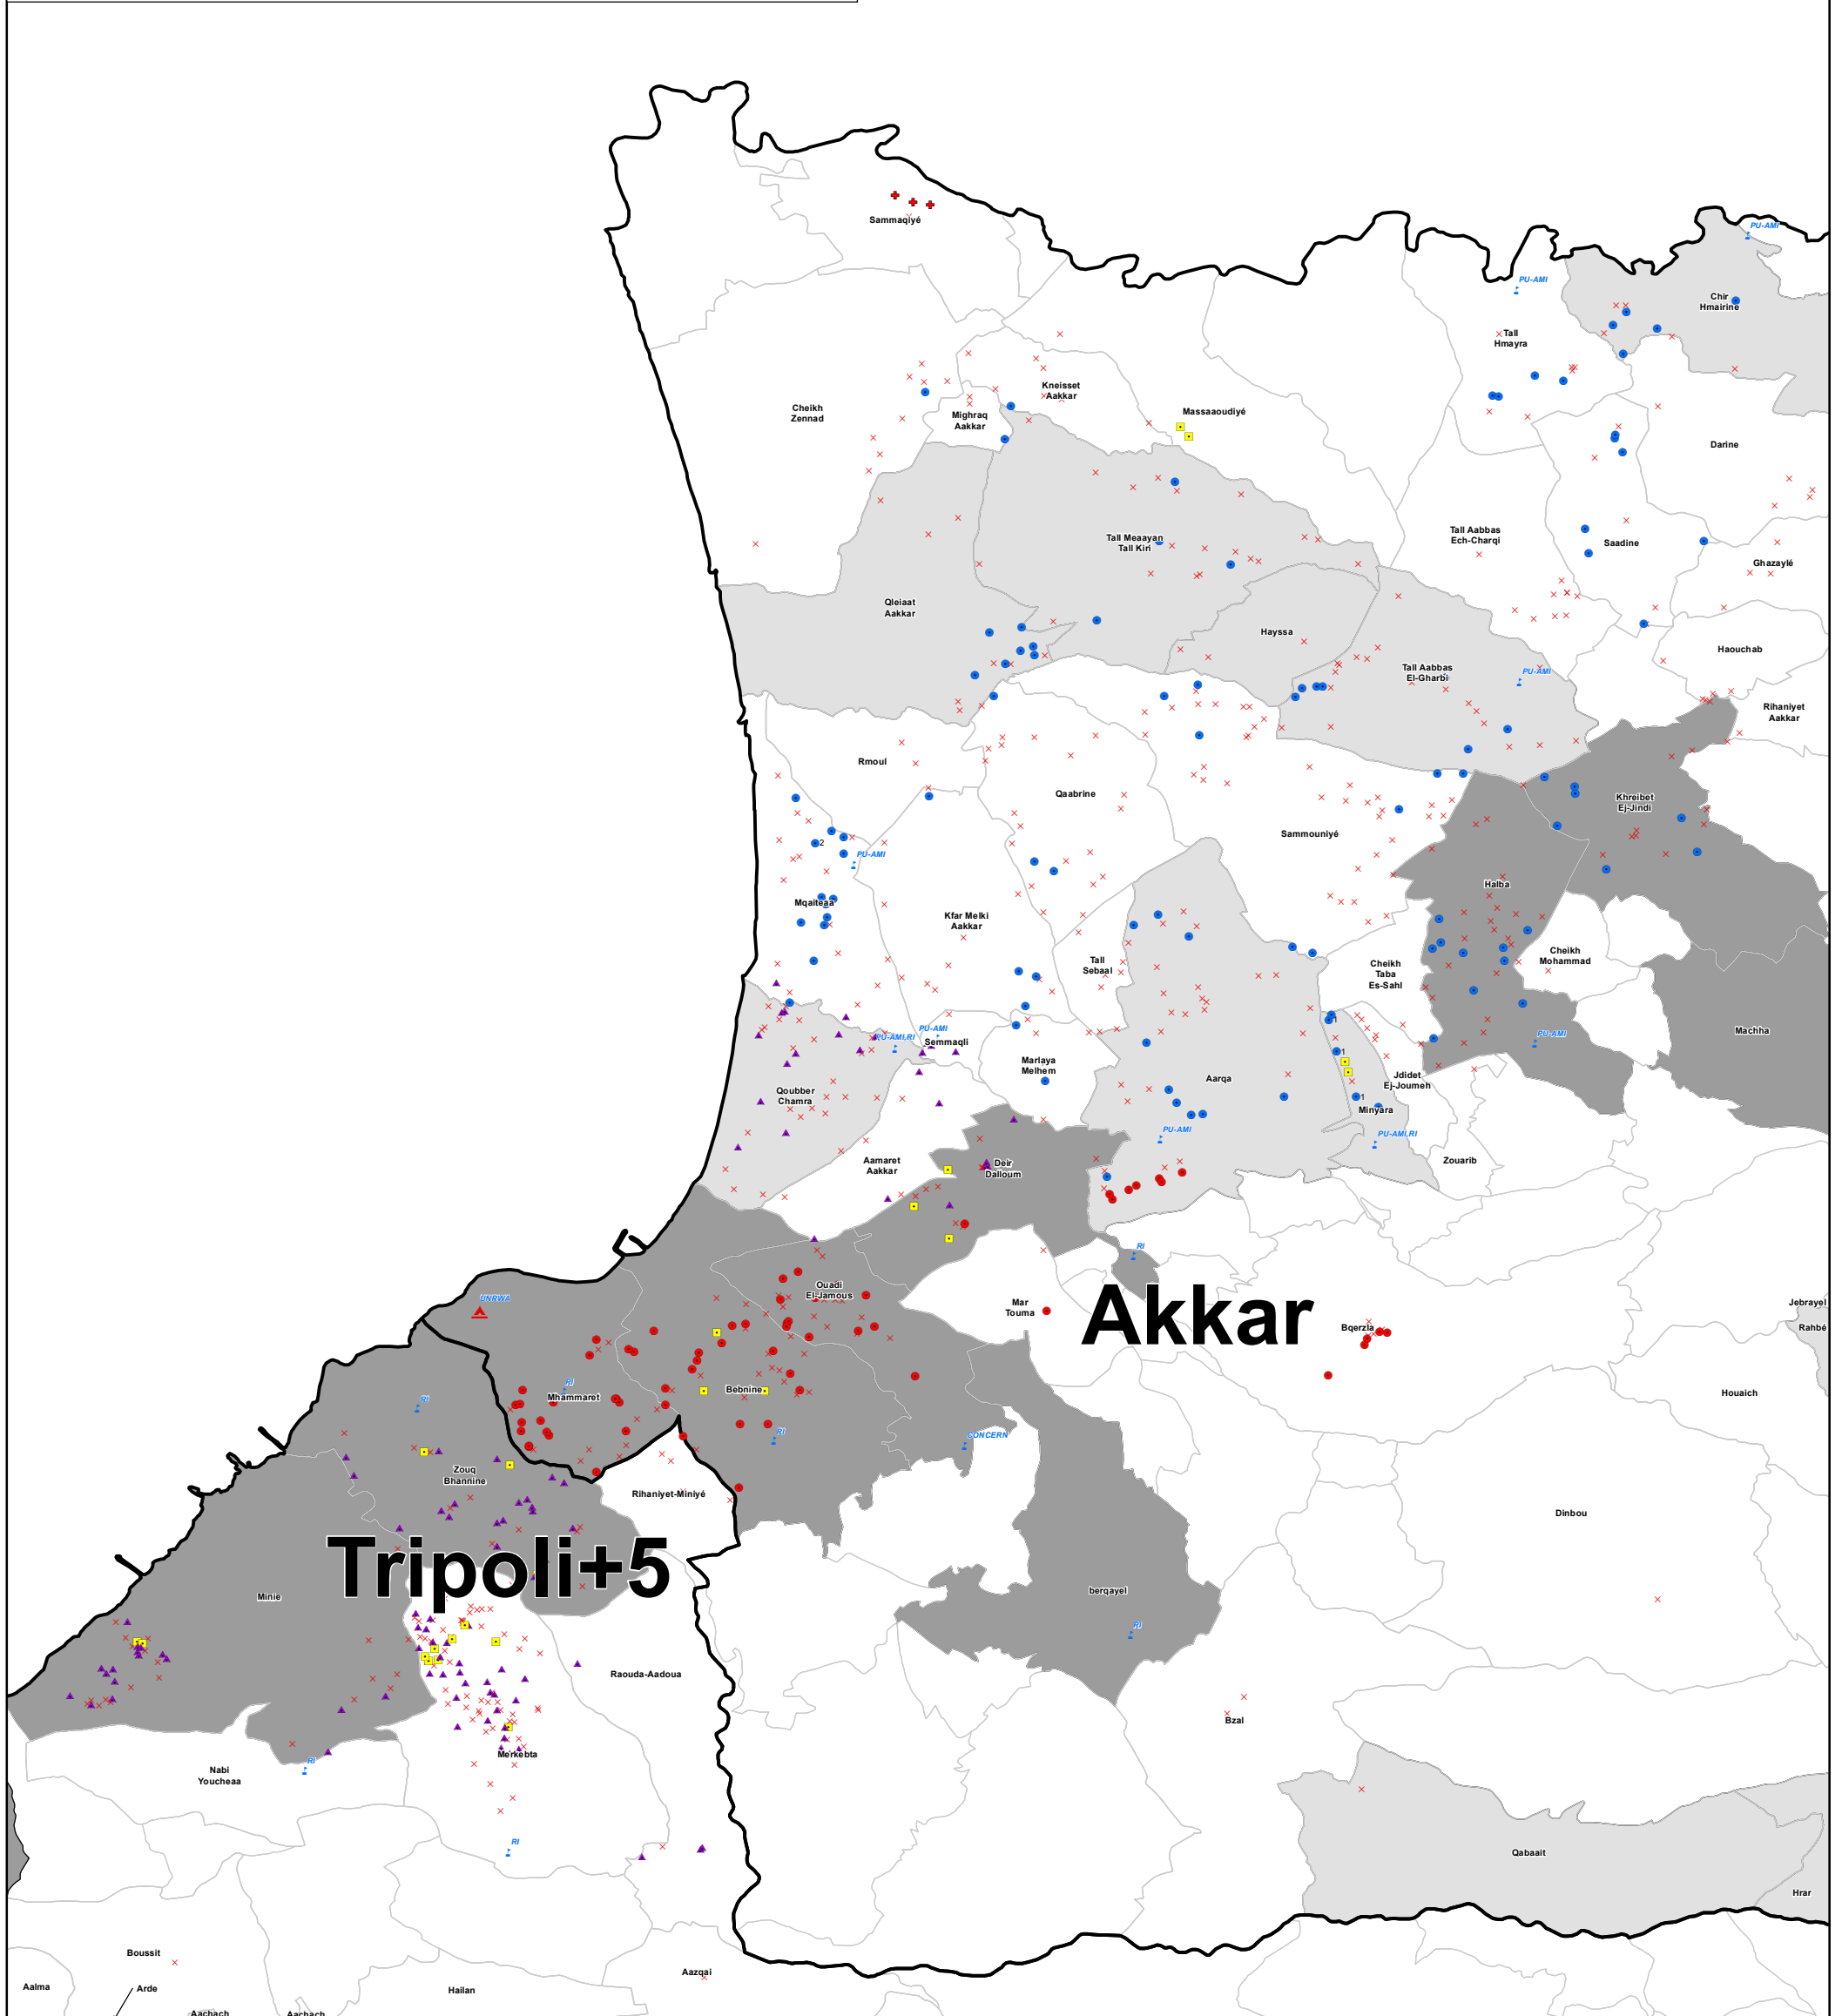 Sammaqiyé
PU-AMI
PU-AMI
Chir
Hmairine
Tall
Hmayra
Kneisset
Aakkar
Cheikh
Zennad
Mighraq
Aakkar
Massaaoudiyé
Darine
Tall Aabbas
Ech-Charqi
Tall Meaayan
Tall Kiri
Saadine
Ghazaylé
Qleiaat
Aakkar
Hayssa
Haouchab
Tall Aabbas
El-Gharbi
PU-AMI
Rihaniyet
Aakkar
Rmoul
Qaabrine
Khreibet
Ej-Jindi
Sammouniyé
2
PU-AMI
Halba
Mqaiteaa
Kfar Melki
Aakkar
Cheikh
Mohammad
Tall
Sebaal
Cheikh
Taba
Es-Sahl
1
PU-AMI
Machha
PU-AMI,RI
Semmaqli
PU-AMI
1
Marlaya
Melhem
Aarqa
Jdidet
Ej-Joumeh
Qoubber
Chamra
1
Minyara
PU-AMI
PU-AMI,RI
Aamaret
Aakkar
Deir
Dalloum
Zouarib
RI
Ouadi
El-Jamous
UNRWA
Mar
Touma
Akkar
Bqerzla
Jebrayel
Rahbé
RI
Mhammaret
Bebnine
Houaich
RI
RI
CONCERN
Zouq
Bhannine
Rihaniyet-Miniyé
Dinbou
Tripoli+5
Minie
berqayel
RI
Raouda-Aadoua
Bzal
Merkebta
Nabi
Youcheaa
RI
RI
Qabaait
Hrar
Boussit
Aazqai
Aalma
Arde
Hailan
Aachach
Aachach